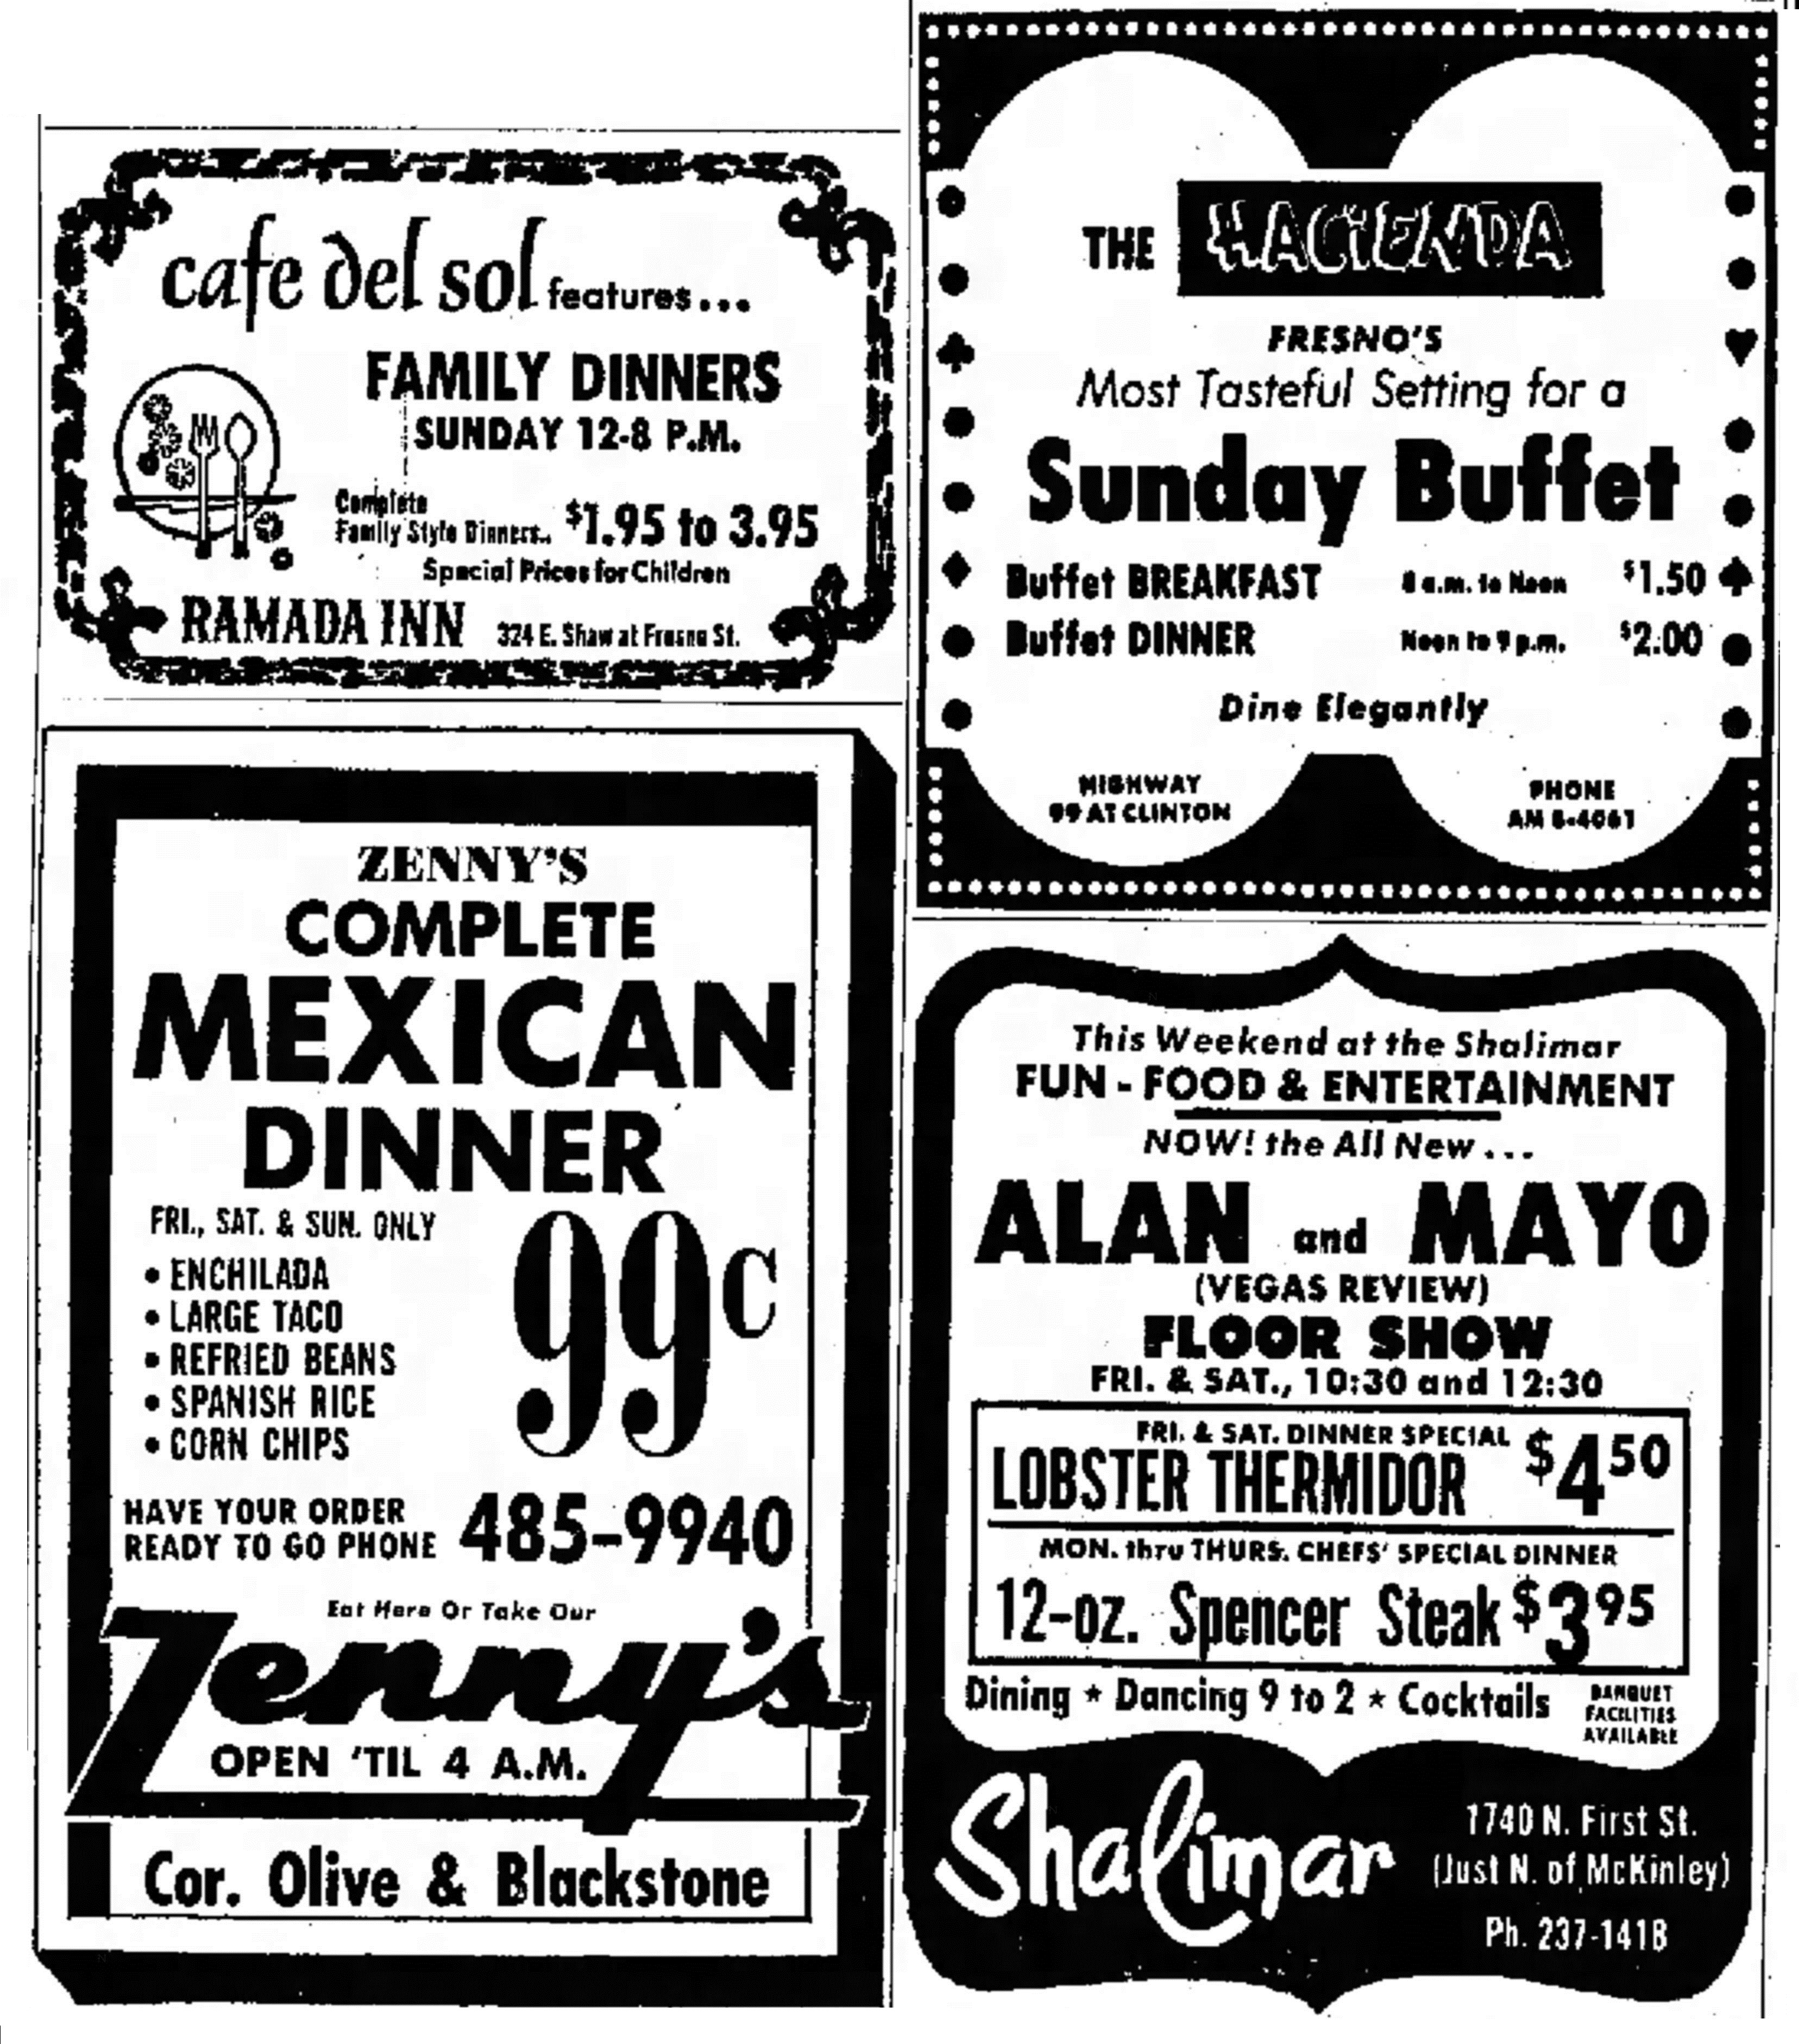 cafe del sol features...
FAMILY DINNERS
SUNDAY 12-8 P.M.
Complete
Family Style Dinners.. $1.95 to 3.95
Special Prices for Children
RAMADA INN 324 E. Shaw at Fresno St.
THE HACIENDA
FRESNO'S
Most Tasteful Setting for a
Sunday Buffet
Buffet BREAKFAST 8 a.m. to Noon $1.50
Buffet DINNER Noon to 9 p.m. $2.00
Dine Elegantly
HIGHWAY
99 AT CLINTON
PHONE
AM 8-4061
ZENNY'S
COMPLETE
MEXICAN
DINNER
FRI., SAT. & SUN. ONLY
99c
• ENCHILADA
• LARGE TACO
• REFRIED BEANS
• SPANISH RICE
• CORN CHIPS
HAVE YOUR ORDER
READY TO GO PHONE 485-9940
Eat Here Or Take Out
Zenny's
OPEN 'TIL 4 A.M.
Cor. Olive & Blackstone
This Weekend at the Shalimar
FUN - FOOD & ENTERTAINMENT
NOW! the All New ...
ALAN and MAYO
(VEGAS REVIEW)
FLOOR SHOW
FRI. & SAT., 10:30 and 12:30
FRI. & SAT. DINNER SPECIAL
LOBSTER THERMIDOR $4.50
MON. thru THURS. CHEFS' SPECIAL DINNER
12-oz. Spencer Steak $3.95
Dining * Dancing 9 to 2 * Cocktails
BANQUET
FACILITIES
AVAILABLE
Shalimar
1740 N. First St.
(Just N. of McKinley)
Ph. 237-1418